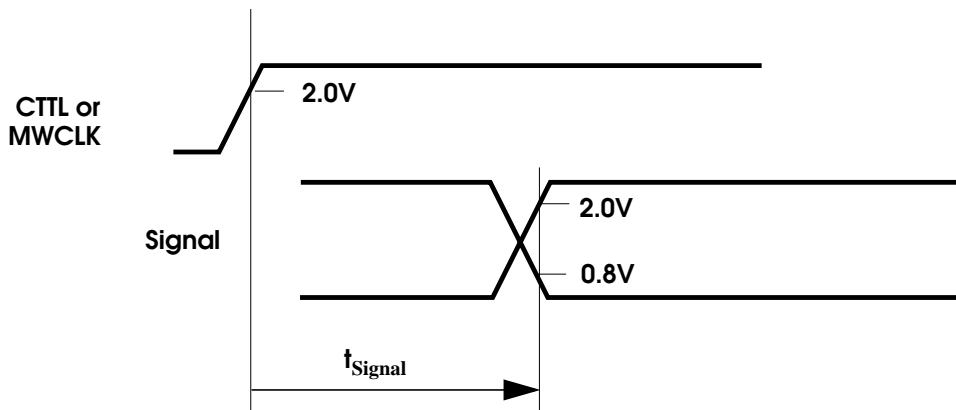 2.0V
CTTL or
MWCLK
2.0V
Signal
0.8V
tSignal